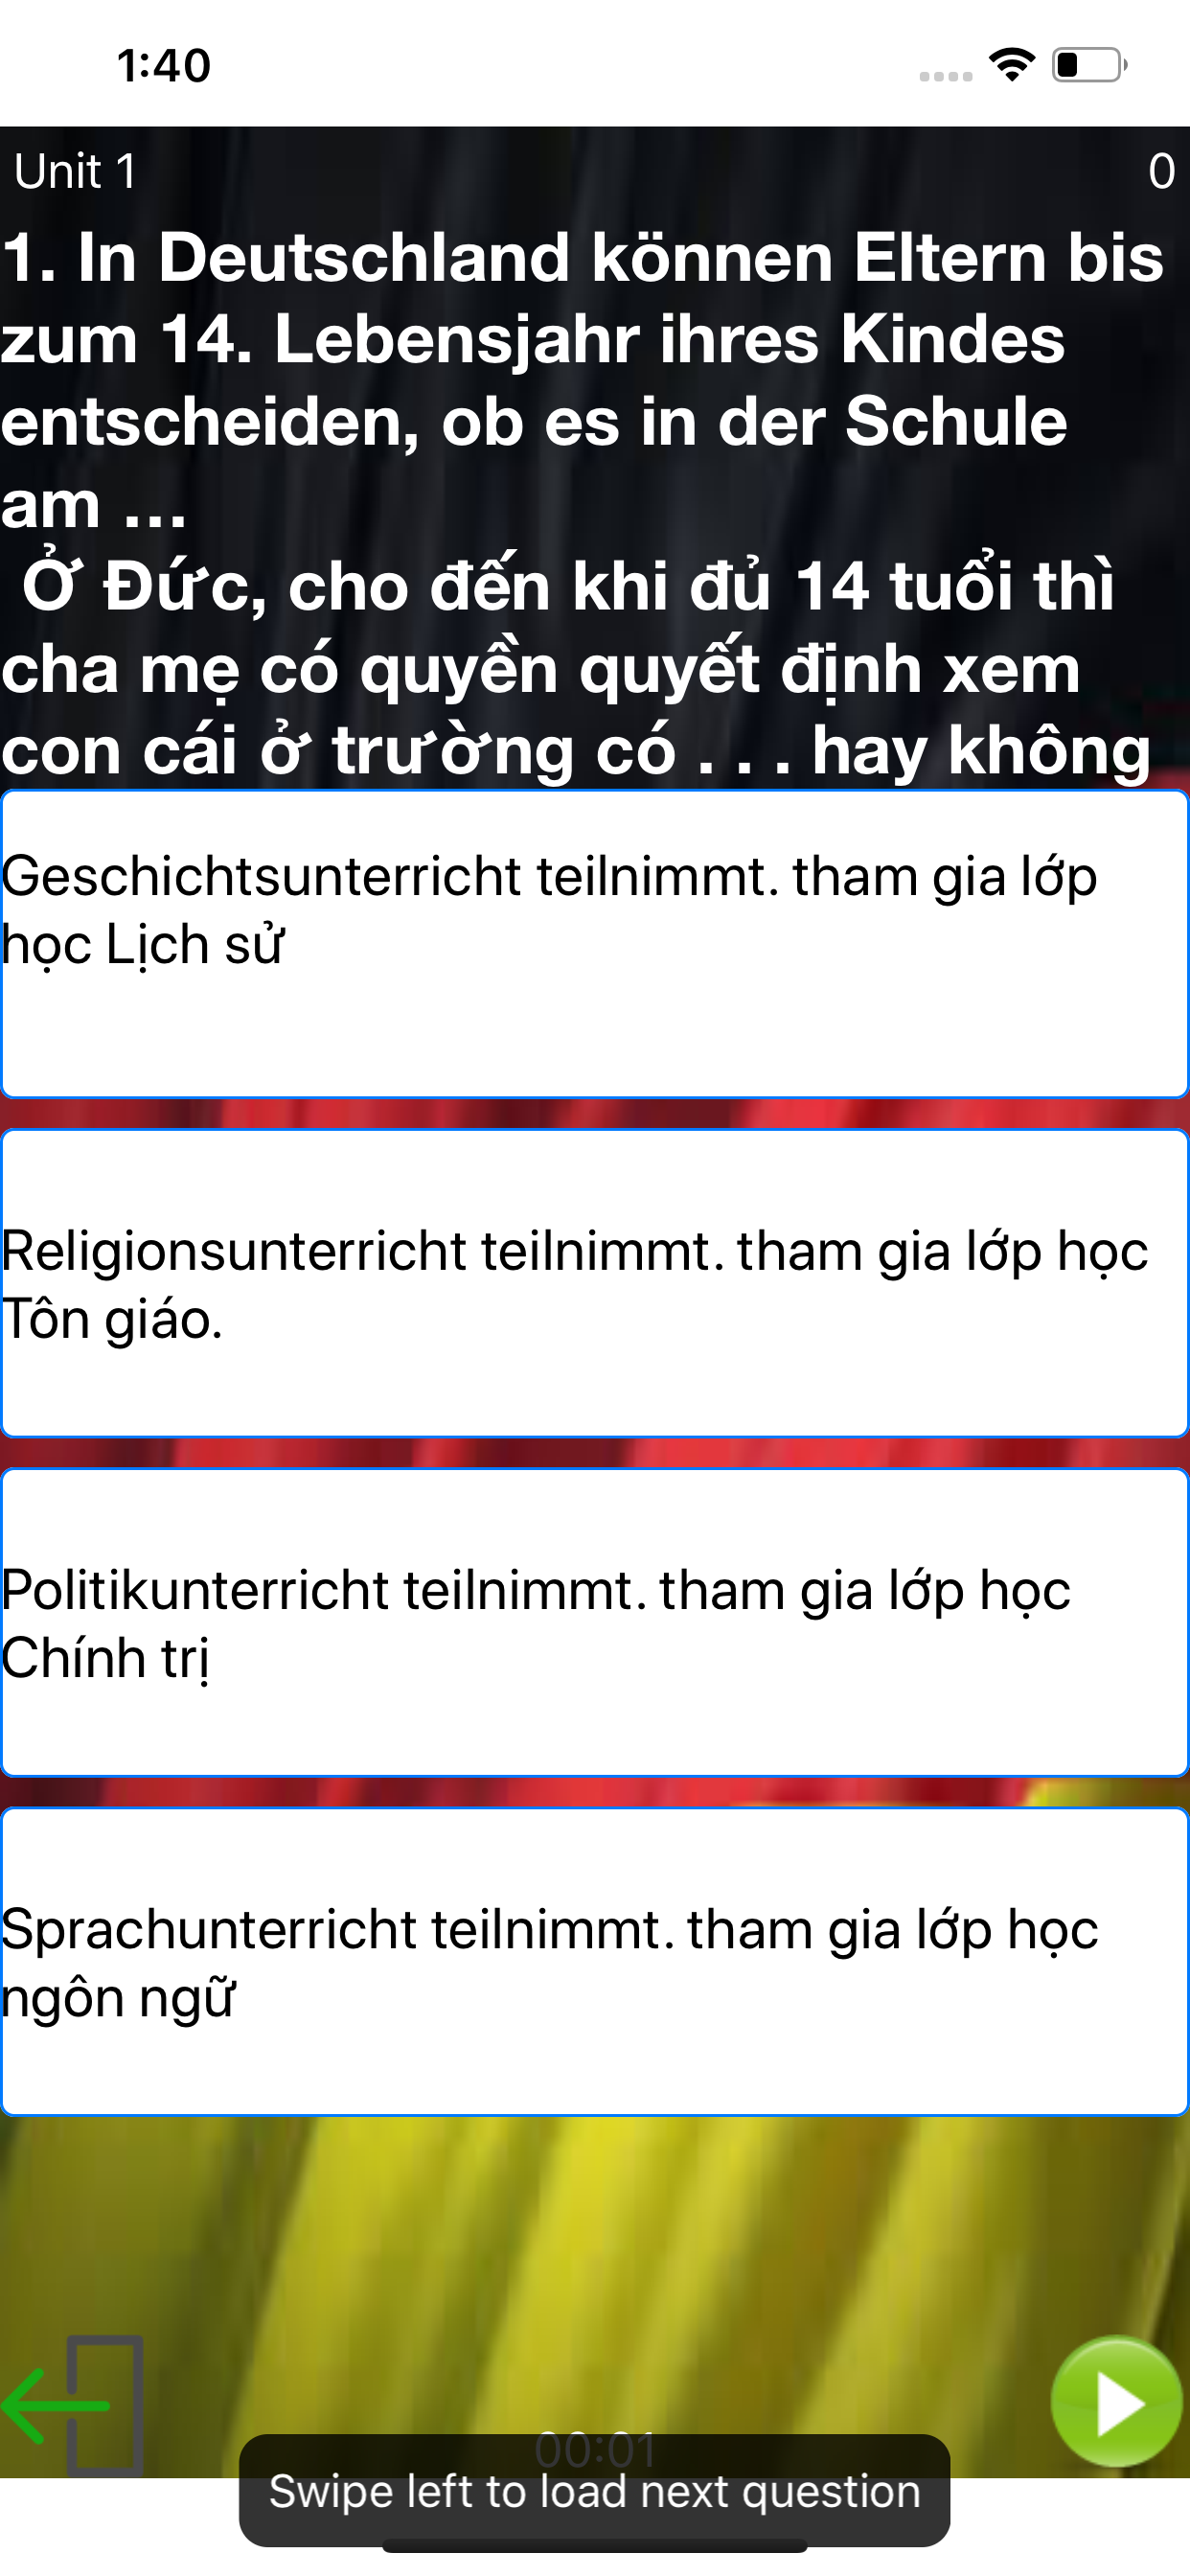 1:40
Unit 1
0
1. In Deutschland können Eltern bis
zum 14. Lebensjahr ihres Kindes
entscheiden, ob es in der Schule
am ...
Ở Đức, cho đến khi đủ 14 tuổi thì
cha mẹ có quyền quyết định xem
con cái ở trường có . . . hay không
Geschichtsunterricht teilnimmt. tham gia lớp
học Lịch sử
Religionsunterricht teilnimmt. tham gia lớp học
Tôn giáo.
Politikunterricht teilnimmt. tham gia lớp học
Chính trị
Sprachunterricht teilnimmt. tham gia lớp học
ngôn ngữ
00:01
Swipe left to load next question